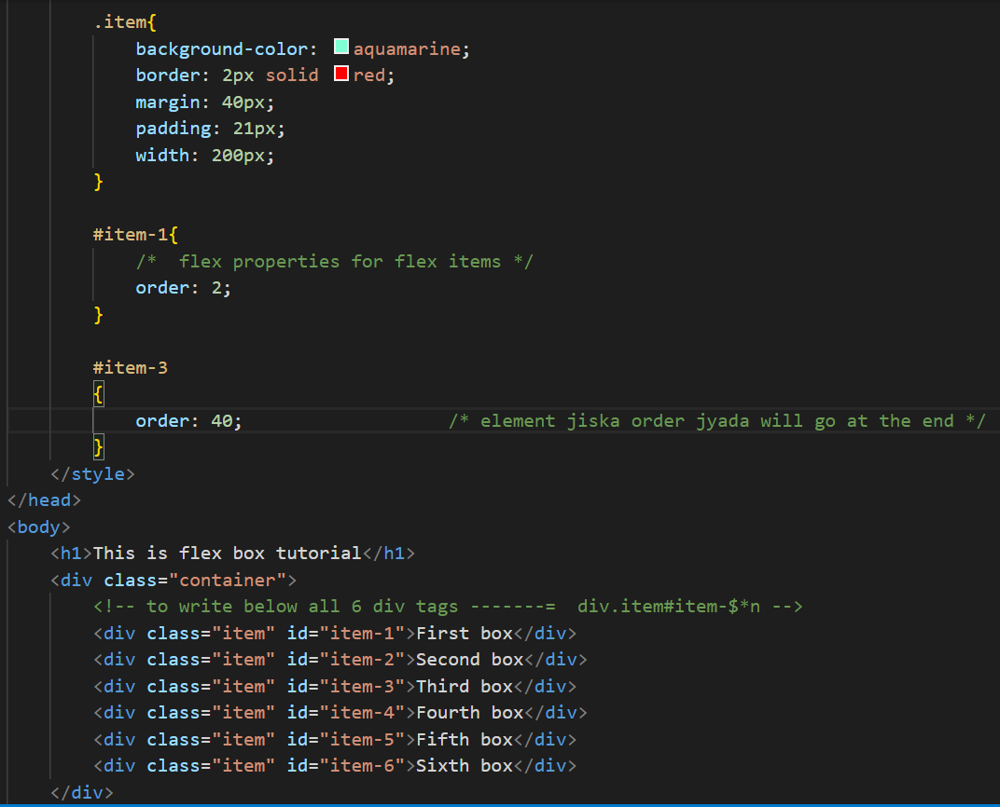 .item{
background-color: aquamarine;
border: 2px solid red;
margin: 40px;
padding: 21px;
width: 200px;
}
#item-1{
/*  flex properties for flex items */
order: 2;
}
#item-3
{
order: 40;                   /* element jiska order jyada will go at the end */
}
</style>
</head>
<body>
<h1>This is flex box tutorial</h1>
<div class="container">
<!-- to write below all 6 div tags -------=  div.item#item-$*n -->
<div class="item" id="item-1">First box</div>
<div class="item" id="item-2">Second box</div>
<div class="item" id="item-3">Third box</div>
<div class="item" id="item-4">Fourth box</div>
<div class="item" id="item-5">Fifth box</div>
<div class="item" id="item-6">Sixth box</div>
</div>